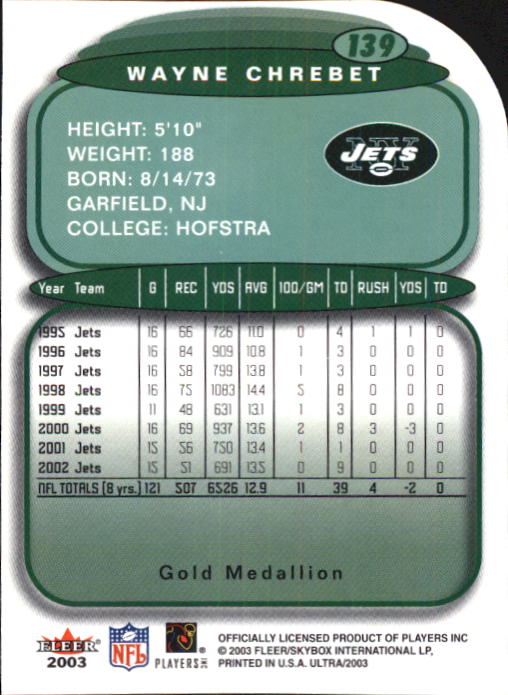 139
WAYNE CHREBET
HEIGHT: 5'10"
WEIGHT: 188
BORN: 8/14/73
GARFIELD, NJ
COLLEGE: HOFSTRA
NY JETS
Year Team G REC YDS AVG 100/GM TD RUSH YDS TD
1995 Jets 16 66 726 11.0 0 4 1 1 0
1996 Jets 16 84 909 10.8 1 3 0 0 0
1997 Jets 16 58 799 13.8 1 3 0 0 0
1998 Jets 16 75 1083 14.4 5 8 0 0 0
1999 Jets 11 48 631 13.1 1 3 0 0 0
2000 Jets 16 69 937 13.6 2 8 3 -3 0
2001 Jets 15 56 750 13.4 1 1 0 0 0
2002 Jets 15 51 691 13.5 0 9 0 0 0
NFL TOTALS (8 yrs.) 121 507 6526 12.9 11 39 4 -2 0
Gold Medallion
FLEER
2003
NFL
PLAYERS INC
OFFICIALLY LICENSED PRODUCT OF PLAYERS INC
© 2003 FLEER/SKYBOX INTERNATIONAL LP,
PRINTED IN U.S.A. ULTRA/2003